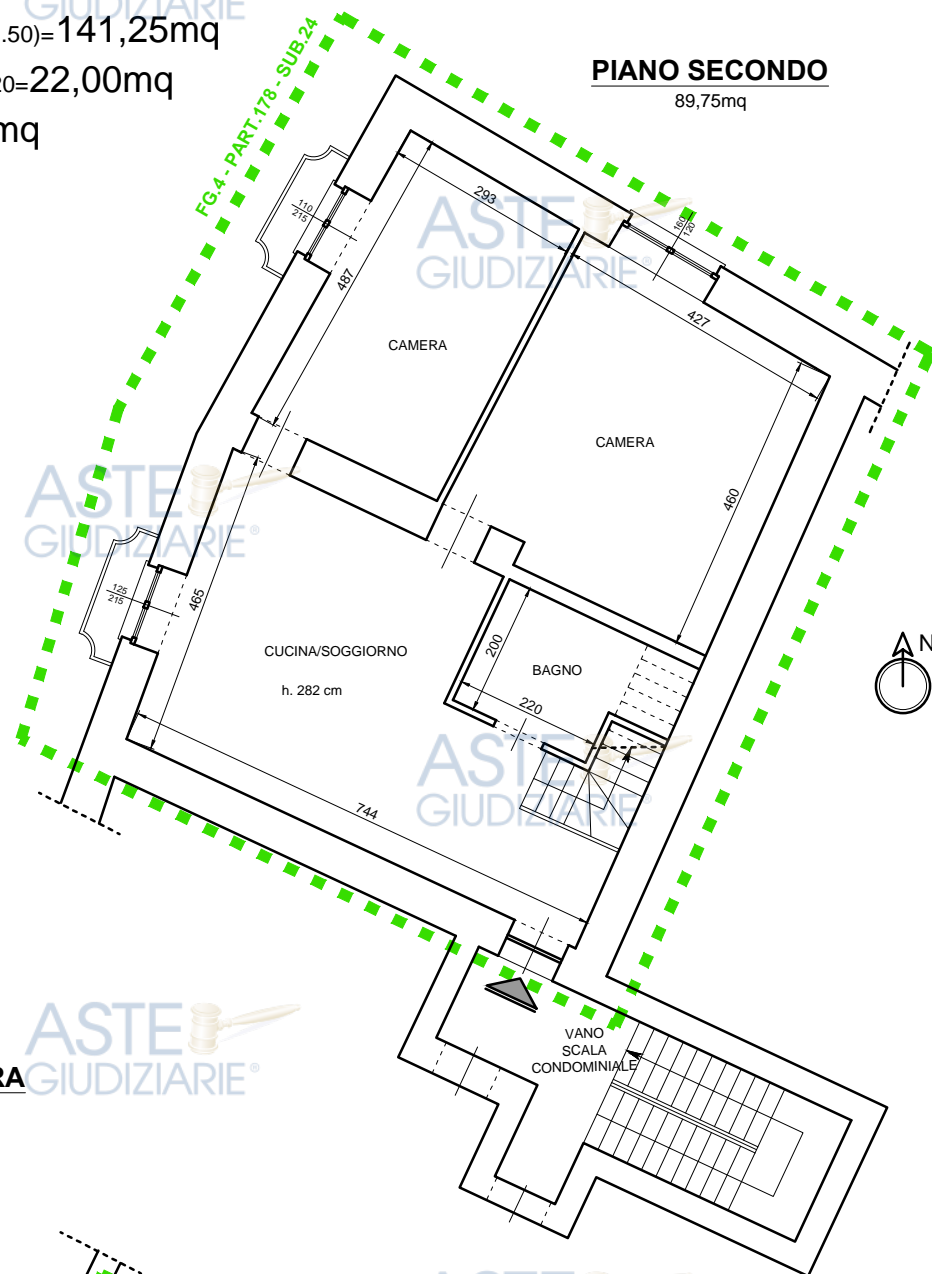 .50)=141,25mq
20=22,00mq
mq
PIANO SECONDO
89,75mq
FG.4 - PART.178 - SUB.24
ASTE
GIUDIZIARIE®
110
215
293
160
120
487
427
CAMERA
CAMERA
ASTE
GIUDIZIARIE®
460
125
215
465
CUCINA/SOGGIORNO
h. 282 cm
200
BAGNO
220
N
ASTE
GIUDIZIARIE®
744
ASTE
GIUDIZIARIE®
VANO
SCALA
CONDOMINIALE
RA
ASTE